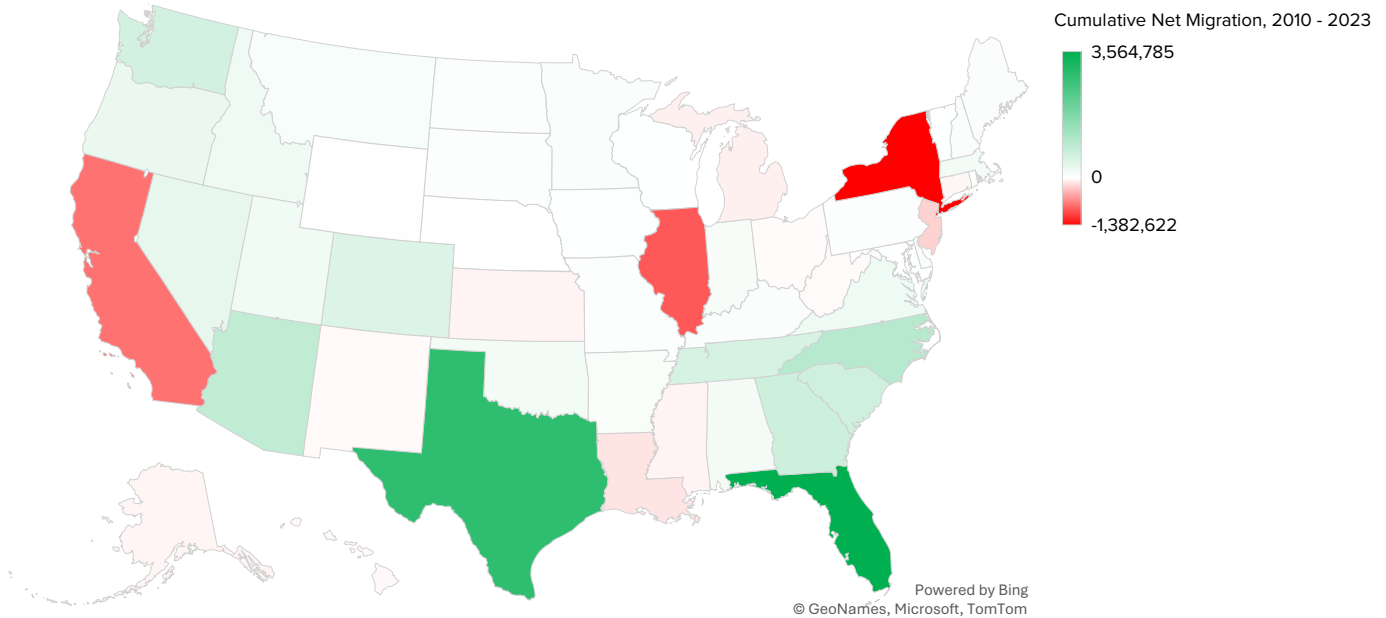 Cumulative Net Migration, 2010 - 2023
3,564,785
0
-1,382,622
Powered by Bing
© GeoNames, Microsoft, TomTom